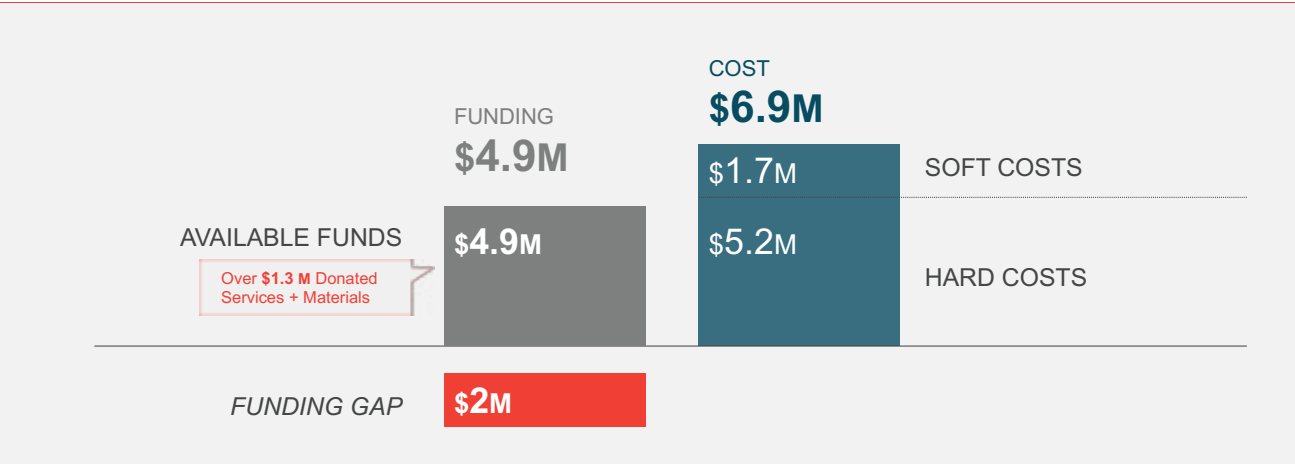 COST
$6.9M
FUNDING
$4.9M
$1.7M
SOFT COSTS
AVAILABLE FUNDS
$4.9M
$5.2M
Over $1.3 M Donated
Services + Materials
HARD COSTS
FUNDING GAP
$2M